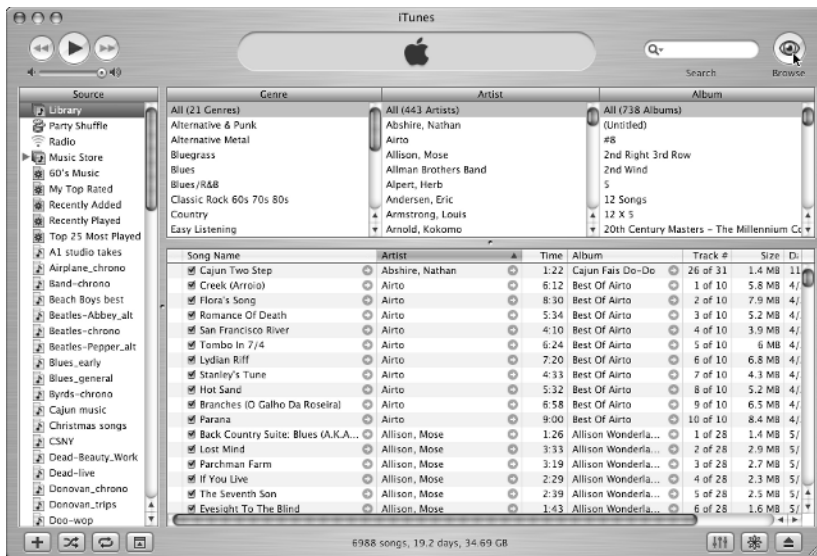 iTunes
Search
Browse
Source
Library
Party Shuffle
Radio
Music Store
60's Music
My Top Rated
Recently Added
Recently Played
Top 25 Most Played
A1 studio takes
Airplane_chrono
Band-chrono
Beach Boys best
Beatles-Abbey_alt
Beatles-chrono
Beatles-Pepper_alt
Blues_early
Blues_general
Byrds-chrono
Cajun music
Christmas songs
CSNY
Dead-Beauty_Work
Dead-live
Donovan_chrono
Donovan_trips
Doo-wop
Genre
All (21 Genres)
Alternative & Punk
Alternative Metal
Bluegrass
Blues
Blues/R&B
Classic Rock 60s 70s 80s
Country
Easy Listening
Artist
All (443 Artists)
Abshire, Nathan
Airto
Allison, Mose
Allman Brothers Band
Alpert, Herb
Andersen, Eric
Armstrong, Louis
Arnold, Kokomo
Album
All (738 Albums)
(Untitled)
#8
2nd Right 3rd Row
2nd Wind
5
12 Songs
12 X 5
20th Century Masters - The Millennium Co
Song Name Artist Time Album Track # Size Da
Cajun Two Step Abshire, Nathan 1:22 Cajun Fais Do-Do 26 of 31 1.4 MB 11
Creek (Arroio) Airto 6:12 Best Of Airto 1 of 10 5.8 MB 4/
Flora's Song Airto 8:30 Best Of Airto 2 of 10 7.9 MB 4/
Romance Of Death Airto 5:34 Best Of Airto 3 of 10 5.2 MB 4/
San Francisco River Airto 4:10 Best Of Airto 4 of 10 3.9 MB 4/
Tombo In 7/4 Airto 6:24 Best Of Airto 5 of 10 6 MB 4/
Lydian Riff Airto 7:20 Best Of Airto 6 of 10 6.8 MB 4/
Stanley's Tune Airto 4:33 Best Of Airto 7 of 10 4.3 MB 4/
Hot Sand Airto 5:32 Best Of Airto 8 of 10 5.2 MB 4/
Branches (O Galho Da Roseira) Airto 6:58 Best Of Airto 9 of 10 6.5 MB 4/
Parana Airto 9:00 Best Of Airto 10 of 10 8.4 MB 4/
Back Country Suite: Blues (A.K.A... Allison, Mose 1:26 Allison Wonderla... 1 of 28 1.4 MB 5/
Lost Mind Allison, Mose 3:33 Allison Wonderla... 2 of 28 2.9 MB 5/
Parchman Farm Allison, Mose 3:19 Allison Wonderla... 3 of 28 2.7 MB 5/
If You Live Allison, Mose 2:29 Allison Wonderla... 4 of 28 2.3 MB 5/
The Seventh Son Allison, Mose 2:39 Allison Wonderla... 5 of 28 2.5 MB 5/
Evesight To The Blind Allison, Mose 1:43 Allison Wonderla... 6 of 28 1.6 MB 5/
6988 songs, 19.2 days, 34.69 GB